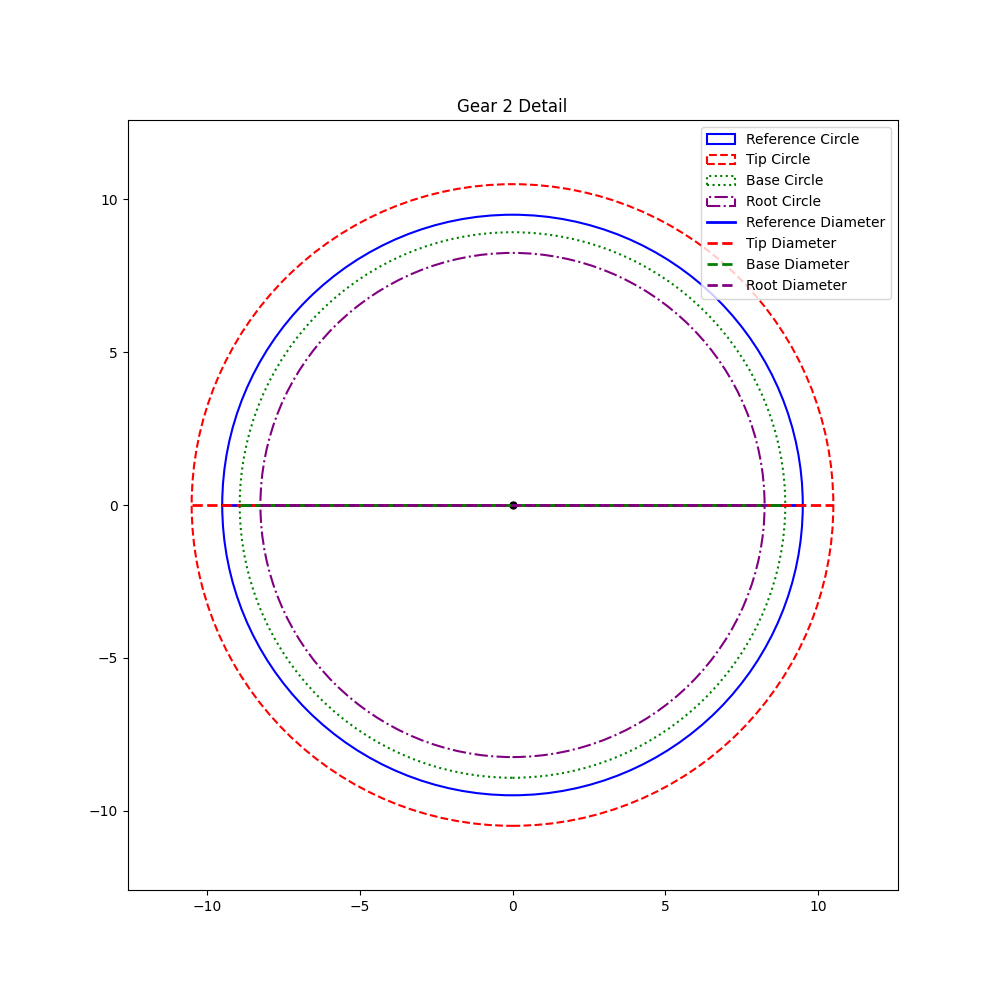 Gear 2 Detail
Reference Circle
Tip Circle
Base Circle
Root Circle
Reference Diameter
Tip Diameter
Base Diameter
Root Diameter
10
5
0
−5
−10
−10
−5
0
5
10